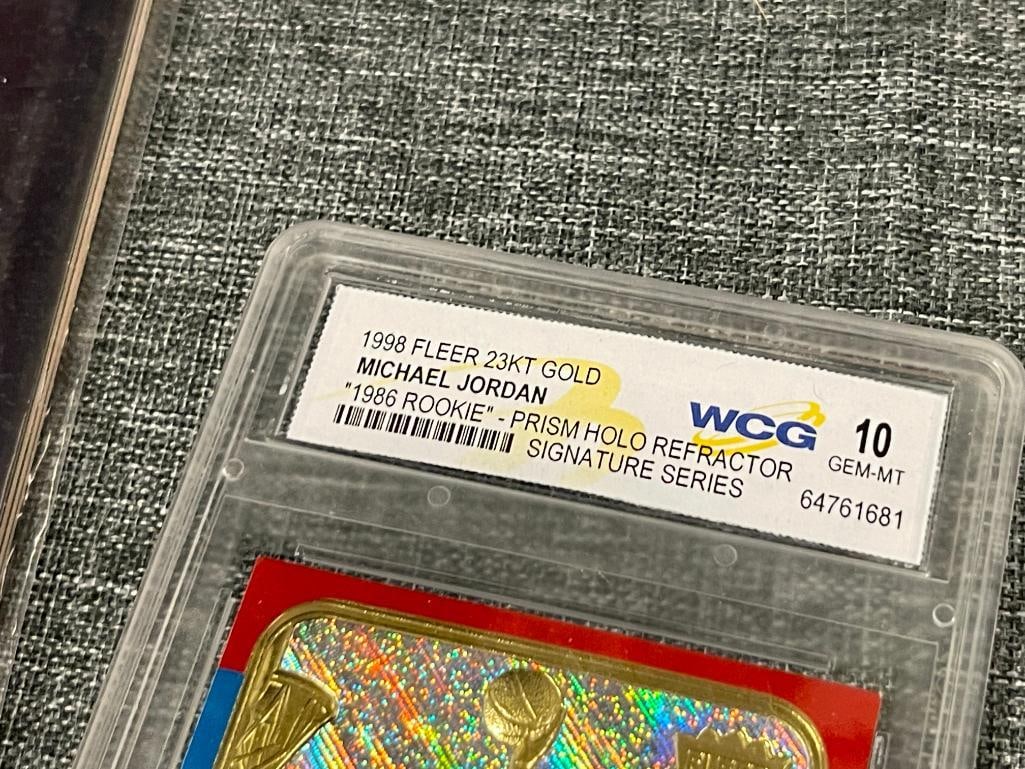 1998 FLEER 23KT GOLD
MICHAEL JORDAN
"1986 ROOKIE" - PRISM HOLO REFRACTOR
SIGNATURE SERIES
WCG
10
GEM-MT
64761681